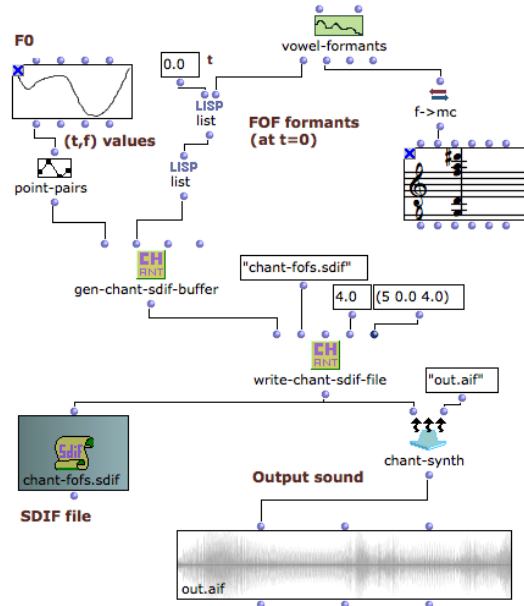 F0
vowel-formants
0.0 t
LISP
list
FOF formants
(at t=0)
f->mc
(t,f) values
LISP
list
point-pairs
CH
ANT
gen-chant-sdif-buffer
"chant-fofs.sdif"
4.0 (5 0.0 4.0)
CH
ANT
write-chant-sdif-file
"out.aif"
Sdif
chant-fofs.sdif
chant-synth
SDIF file
Output sound
out.aif